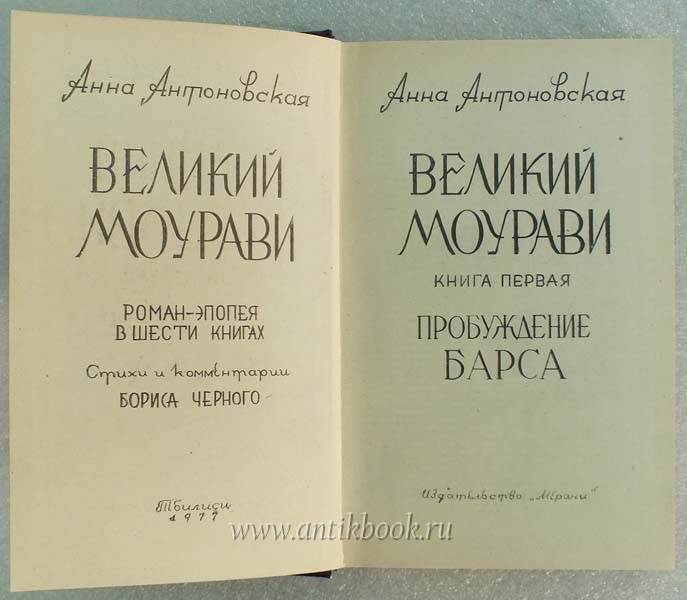 Анна Антоновская
ВЕЛИКИЙ
МОУРАВИ
РОМАН-ЭПОПЕЯ
В ШЕСТИ КНИГАХ
Стихи и комментарии
БОРИСА ЧЕРНОГО
Тбилиси
1977
Анна Антоновская
ВЕЛИКИЙ
МОУРАВИ
КНИГА ПЕРВАЯ
ПРОБУЖДЕНИЕ
БАРСА
Издательство „Мерани“
www.antikbook.ru